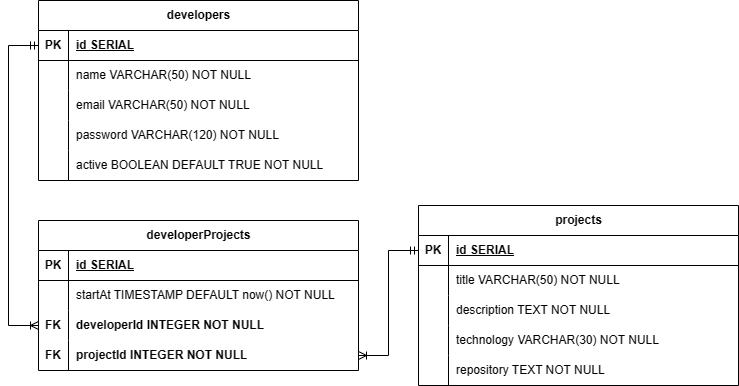 developers
PK id SERIAL
name VARCHAR(50) NOT NULL
email VARCHAR(50) NOT NULL
password VARCHAR(120) NOT NULL
active BOOLEAN DEFAULT TRUE NOT NULL
developerProjects
PK id SERIAL
startAt TIMESTAMP DEFAULT now() NOT NULL
FK developerId INTEGER NOT NULL
FK projectId INTEGER NOT NULL
projects
PK id SERIAL
title VARCHAR(50) NOT NULL
description TEXT NOT NULL
technology VARCHAR(30) NOT NULL
repository TEXT NOT NULL